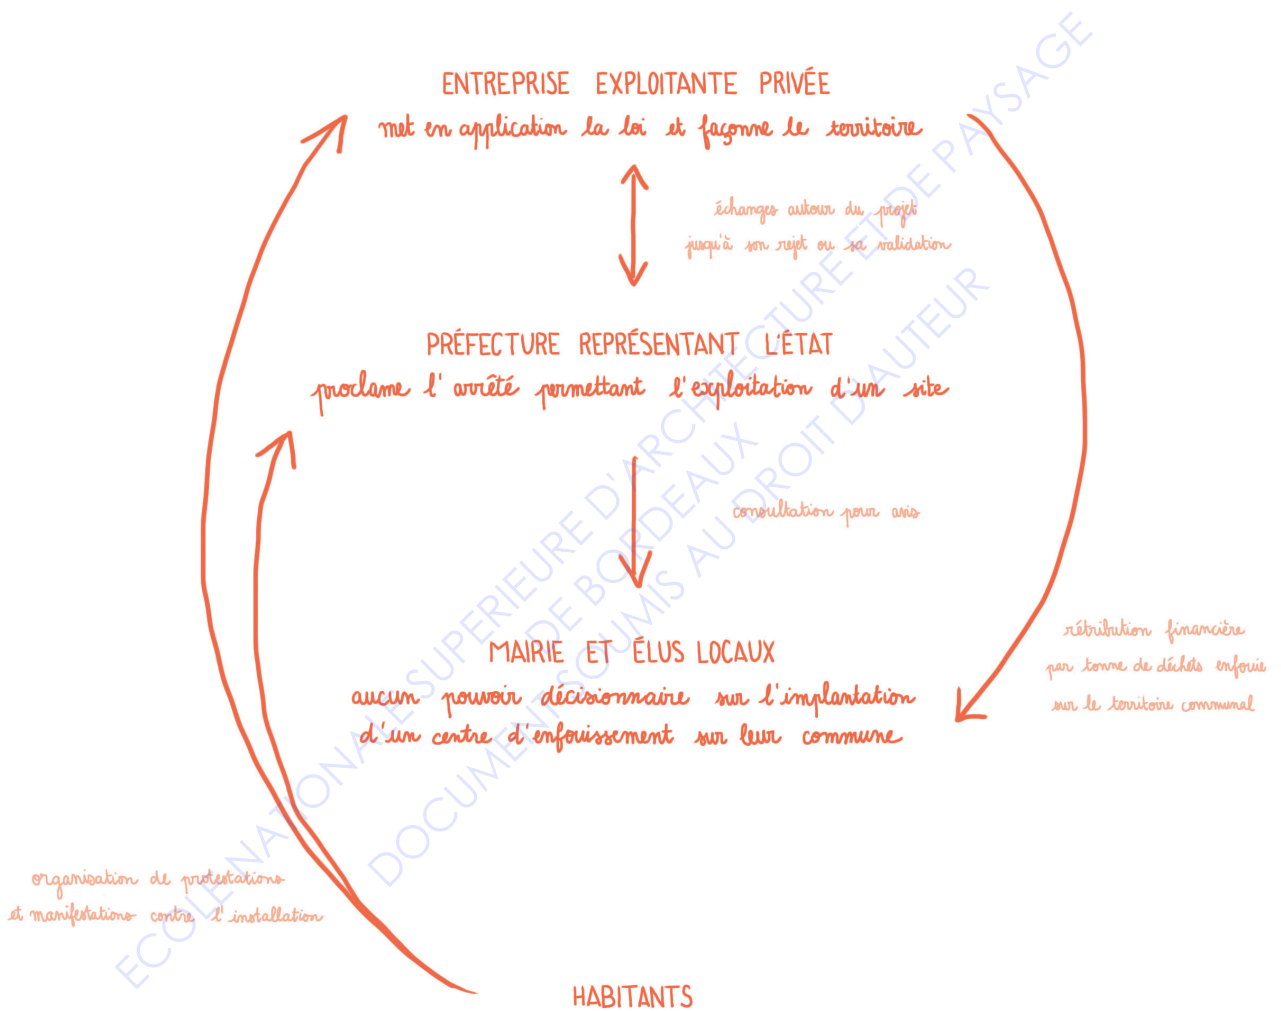 ENTREPRISE EXPLOITANTE PRIVÉE
met en application la loi et façonne le territoire
échanges autour du projet
jusqu'à son rejet ou sa validation
PRÉFECTURE REPRÉSENTANT L'ÉTAT
proclame l'arrêté permettant l'exploitation d'un site
consultation pour avis
MAIRIE ET ÉLUS LOCAUX
aucun pouvoir décisionnaire sur l'implantation
d'un centre d'enfouissement sur leur commune
rétribution financière
par tonne de déchets enfouie
sur le territoire communal
organisation de protestations
et manifestations contre l'installation
HABITANTS
ECOLE NATIONALE SUPERIEURE D'ARCHITECTURE ET DE PAYSAGE
DE BORDEAUX
DOCUMENT SOUMIS AU DROIT D'AUTEUR